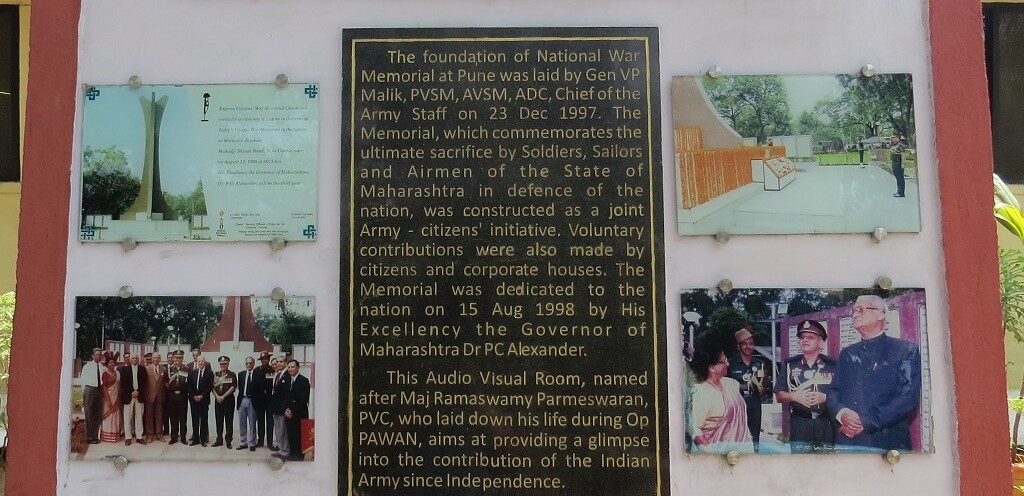 The foundation of National War
Memorial at Pune was laid by Gen VP
Malik, PVSM, AVSM, ADC, Chief of the
Army Staff on 23 Dec 1997. The
Memorial, which commemorates the
ultimate sacrifice by Soldiers, Sailors
and Airmen of the State of
Maharashtra in defence of the
nation, was constructed as a joint
Army - citizens' initiative. Voluntary
contributions were also made by
citizens and corporate houses. The
Memorial was dedicated to the
nation on 15 Aug 1998 by His
Excellency the Governor of
Maharashtra Dr PC Alexander.
This Audio Visual Room, named
after Maj Ramaswamy Parmeswaran,
PVC, who laid down his life during Op
PAWAN, aims at providing a glimpse
into the contribution of the Indian
Army since Independence.